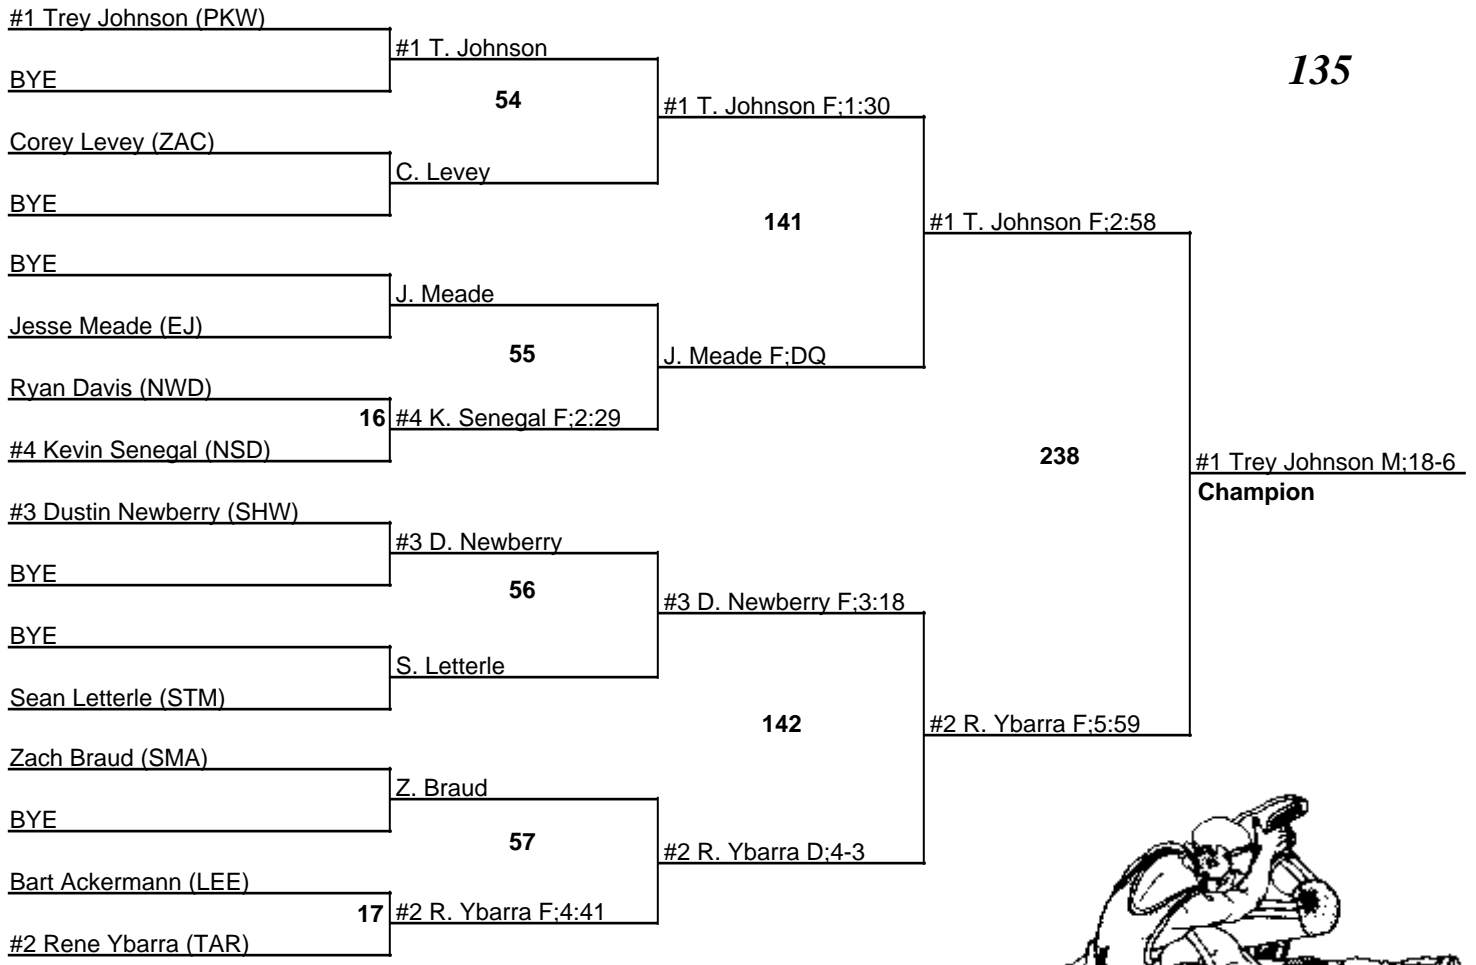 #1 Trey Johnson (PKW)
BYE
Corey Levey (ZAC)
BYE
BYE
Jesse Meade (EJ)
Ryan Davis (NWD)
#4 Kevin Senegal (NSD)
#3 Dustin Newberry (SHW)
BYE
BYE
Sean Letterle (STM)
Zach Braud (SMA)
BYE
Bart Ackermann (LEE)
#2 Rene Ybarra (TAR)
#1 T. Johnson
C. Levey
J. Meade
16 #4 K. Senegal F;2:29
#3 D. Newberry
S. Letterle
Z. Braud
17 #2 R. Ybarra F;4:41
54
55
56
57
#1 T. Johnson F;1:30
J. Meade F;DQ
#3 D. Newberry F;3:18
#2 R. Ybarra D;4-3
141
142
#1 T. Johnson F;2:58
#2 R. Ybarra F;5:59
238
#1 Trey Johnson M;18-6
Champion
135